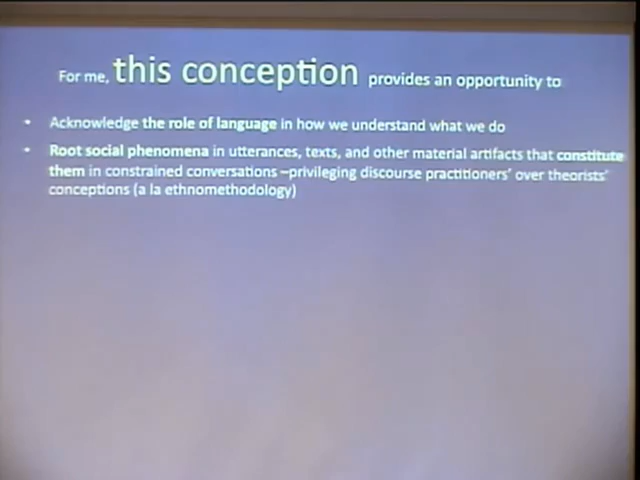 For me, this conception provides an opportunity to
• Acknowledge the role of language in how we understand what we do
• Root social phenomena in utterances, texts, and other material artifacts that constitute
them in constrained conversations –privileging discourse practitioners' over theorists'
conceptions (a la ethnomethodology)